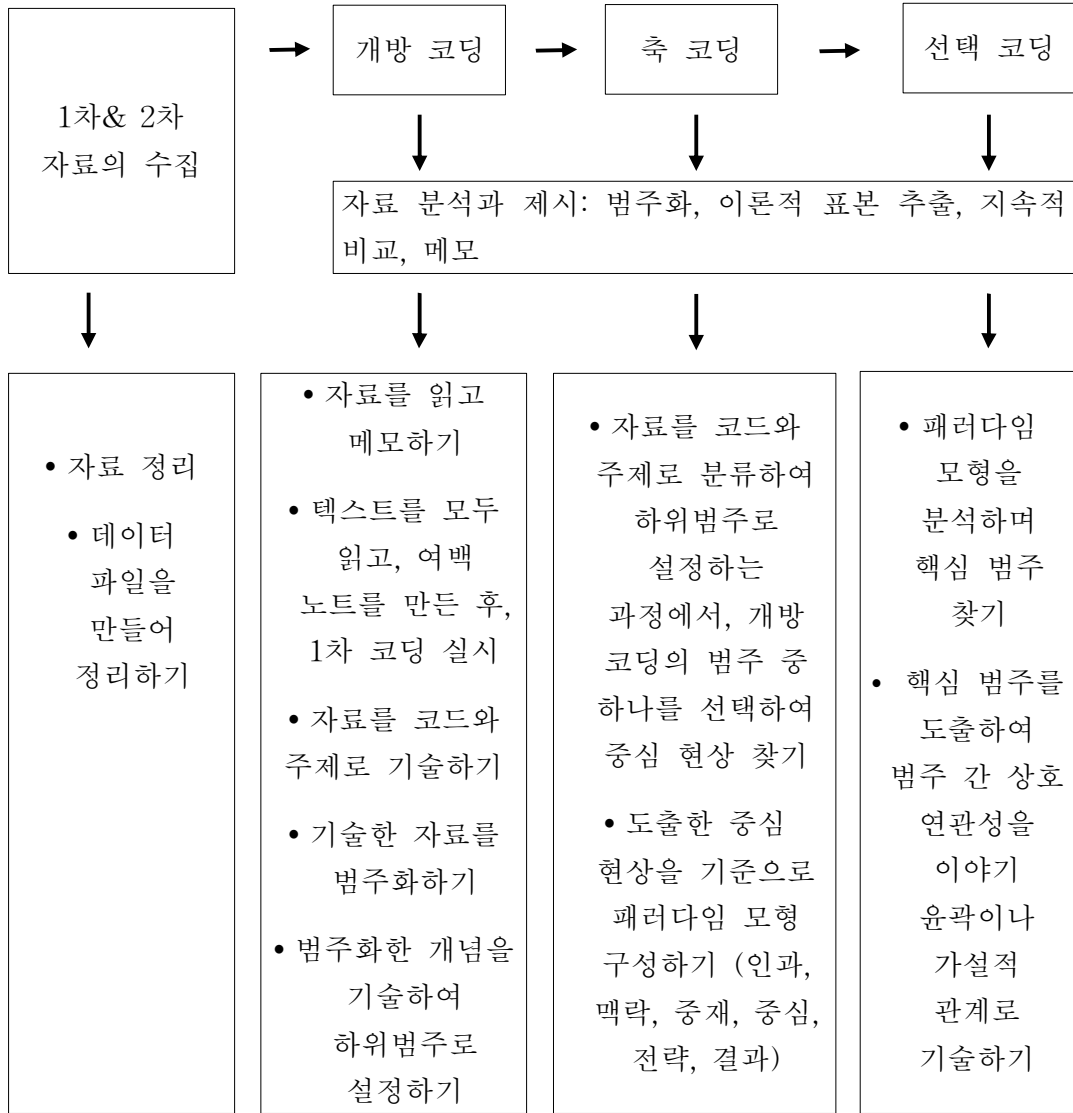 1차& 2차
자료의 수집
개방 코딩
축 코딩
선택 코딩
자료 분석과 제시: 범주화, 이론적 표본 추출, 지속적
비교, 메모
• 자료 정리
• 데이터
파일을
만들어
정리하기
• 자료를 읽고
메모하기
• 텍스트를 모두
읽고, 여백
노트를 만든 후,
1차 코딩 실시
• 자료를 코드와
주제로 기술하기
• 기술한 자료를
범주화하기
• 범주화한 개념을
기술하여
하위범주로
설정하기
• 자료를 코드와
주제로 분류하여
하위범주로
설정하는
과정에서, 개방
코딩의 범주 중
하나를 선택하여
중심 현상 찾기
• 도출한 중심
현상을 기준으로
패러다임 모형
구성하기 (인과,
맥락, 중재, 중심,
전략, 결과)
• 패러다임
모형을
분석하며
핵심 범주
찾기
• 핵심 범주를
도출하여
범주 간 상호
연관성을
이야기
윤곽이나
가설적
관계로
기술하기